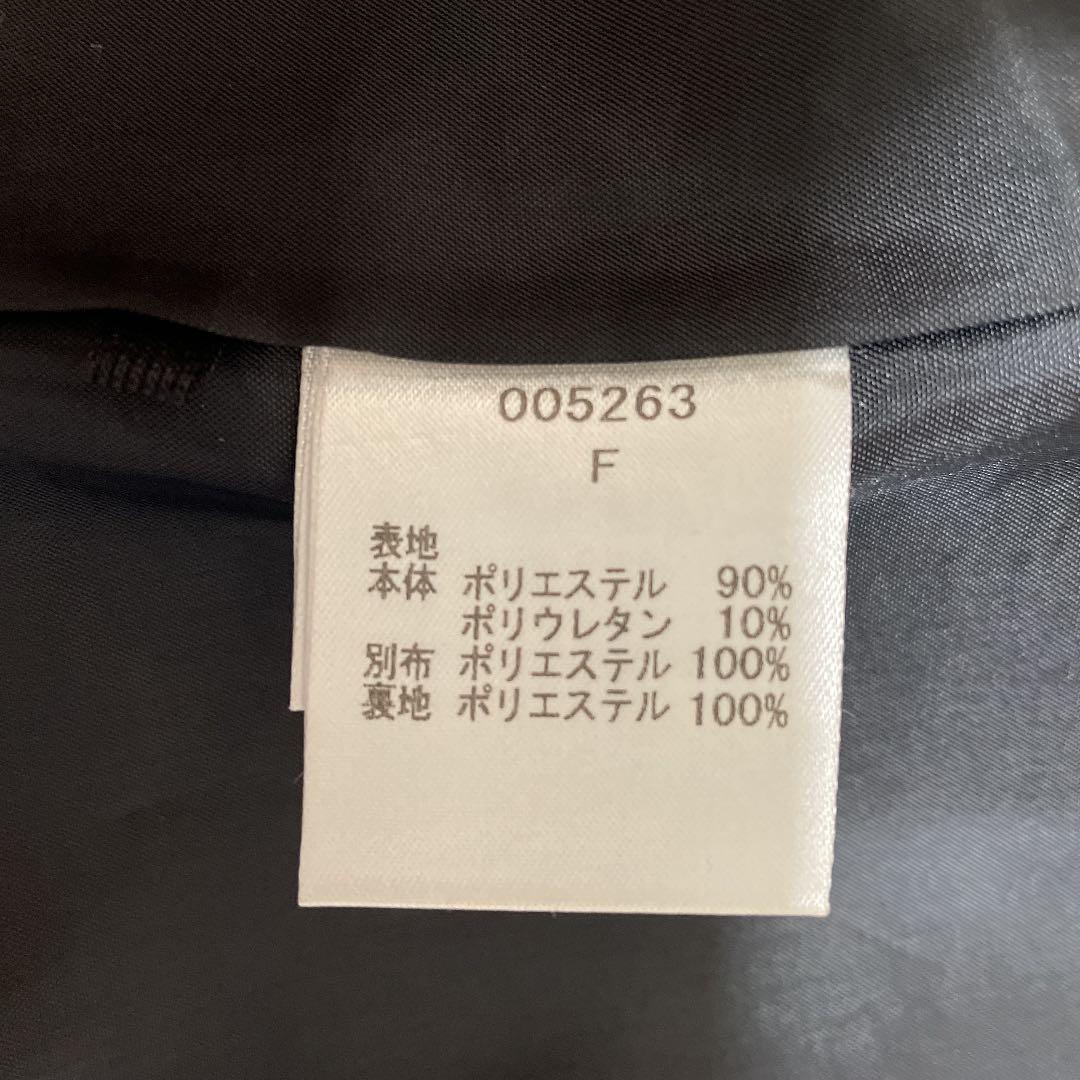 005263
F
表地
本体 ポリエステル 90%
ポリウレタン 10%
別布 ポリエステル 100%
裏地 ポリエステル 100%